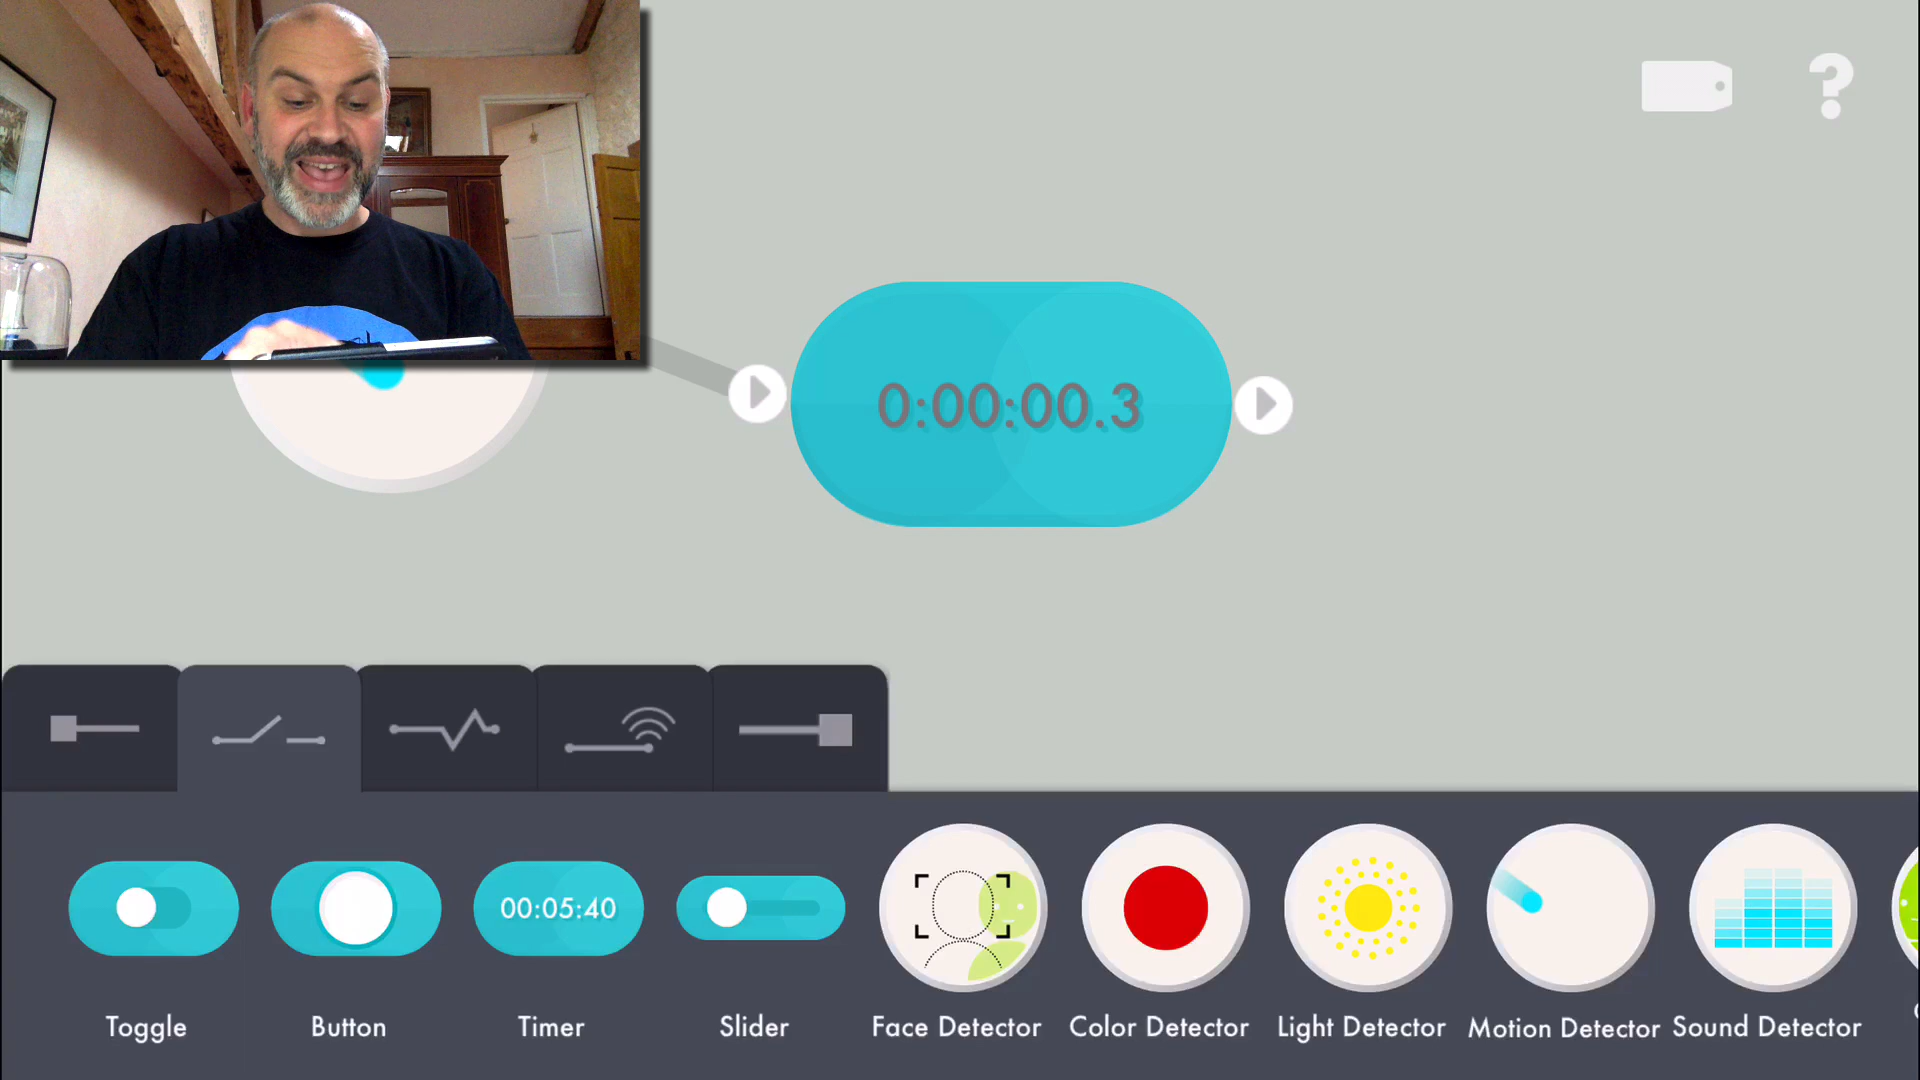 ?
0:00:00.3
00:05:40
Toggle
Button
Timer
Slider
Face Detector
Color Detector
Light Detector
Motion Detector
Sound Detector